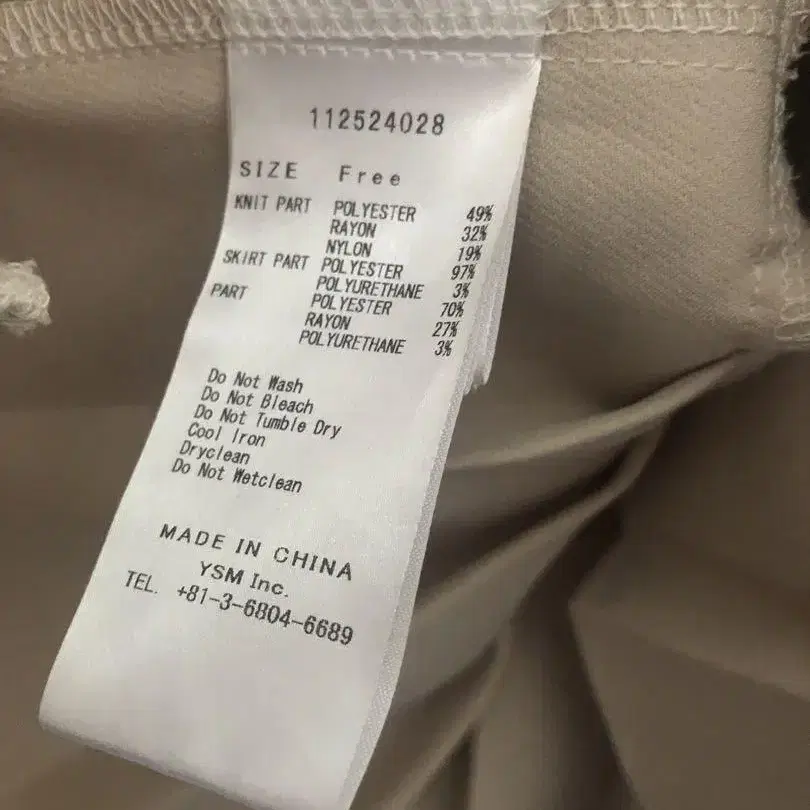 112524028
SIZE Free
KNIT PART POLYESTER 49%
RAYON 32%
NYLON 19%
SKIRT PART POLYESTER 97%
POLYURETHANE 3%
PART POLYESTER 70%
RAYON 27%
POLYURETHANE 3%
Do Not Wash
Do Not Bleach
Do Not Tumble Dry
Cool Iron
Dryclean
Do Not Wetclean
MADE IN CHINA
YSM Inc.
TEL. +81-3-6804-6689